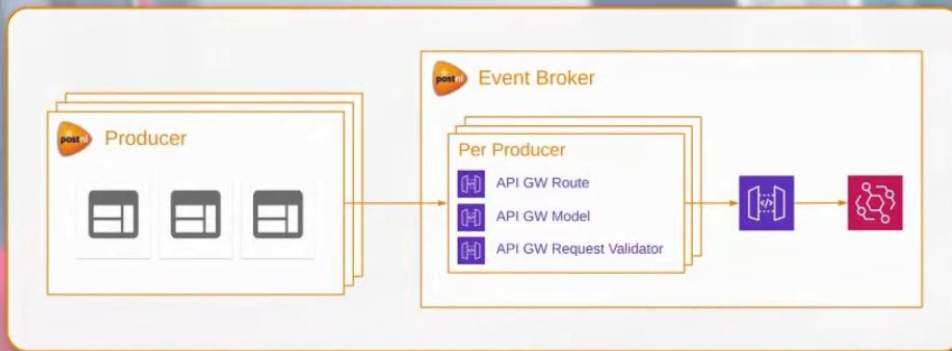 postnl
Producer
postnl
Event Broker
Per Producer
API GW Route
API GW Model
API GW Request Validator